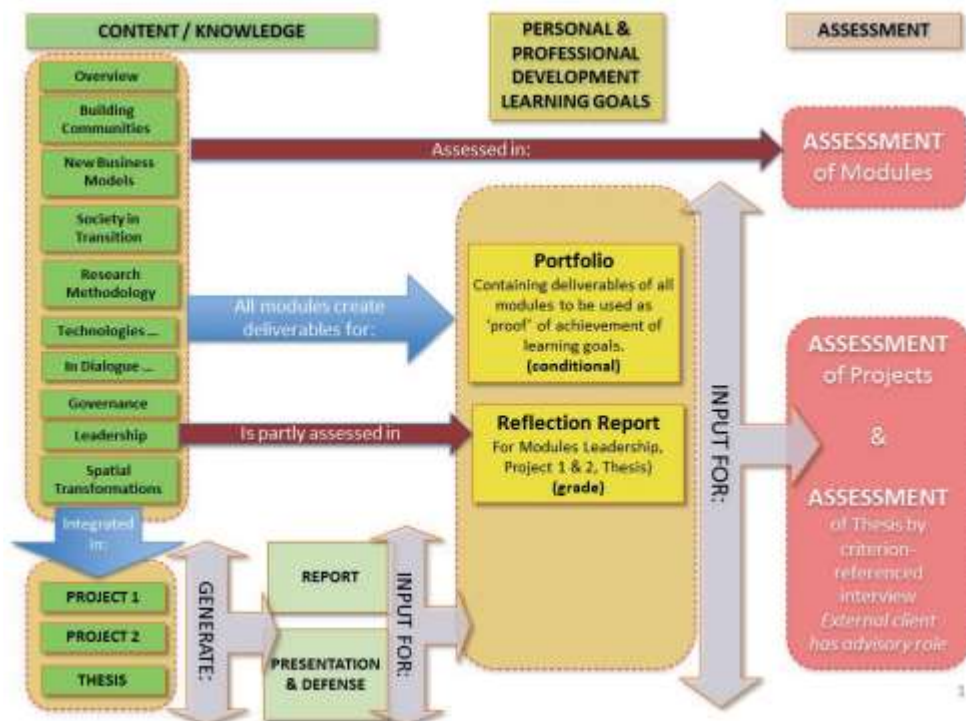 CONTENT / KNOWLEDGE
PERSONAL &
PROFESSIONAL
DEVELOPMENT
LEARNING GOALS
ASSESSMENT
Overview
Building
Communities
New Business
Models
Society in
Transition
Research
Methodology
Technologies ...
In Dialogue ...
Governance
Leadership
Spatial
Transformations
Assessed in:
ASSESSMENT
of Modules
All modules create
deliverables for:
Portfolio
Containing deliverables of all
modules to be used as
‘proof’ of achievement of
learning goals.
(conditional)
Is partly assessed in
Reflection Report
For Modules Leadership,
Project 1 & 2, Thesis)
(grade)
INPUT FOR:
ASSESSMENT
of Projects
&
ASSESSMENT
of Thesis by
criterion-
referenced
interview
External client
has advisory role
Integrated
in:
PROJECT 1
PROJECT 2
THESIS
GENERATE:
REPORT
PRESENTATION
& DEFENSE
INPUT FOR:
1